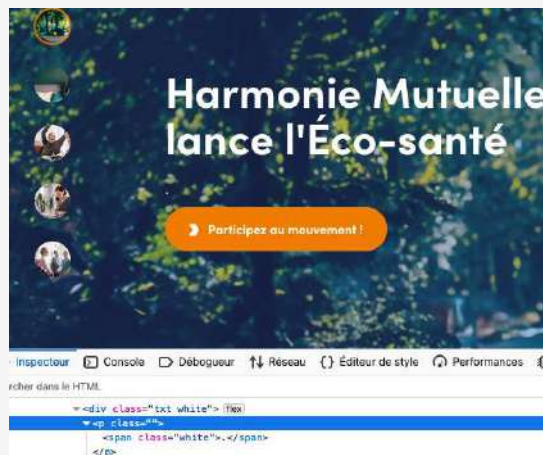 Harmonie Mutuelle
lance l'Éco-santé
.
Participez au mouvement !
Inspecteur Console Débogueur Réseau {} Éditeur de style Performances
rcher dans le HTML
<div class="txt white"> flex
<p class="">
<span class="white">.</span>
</p>